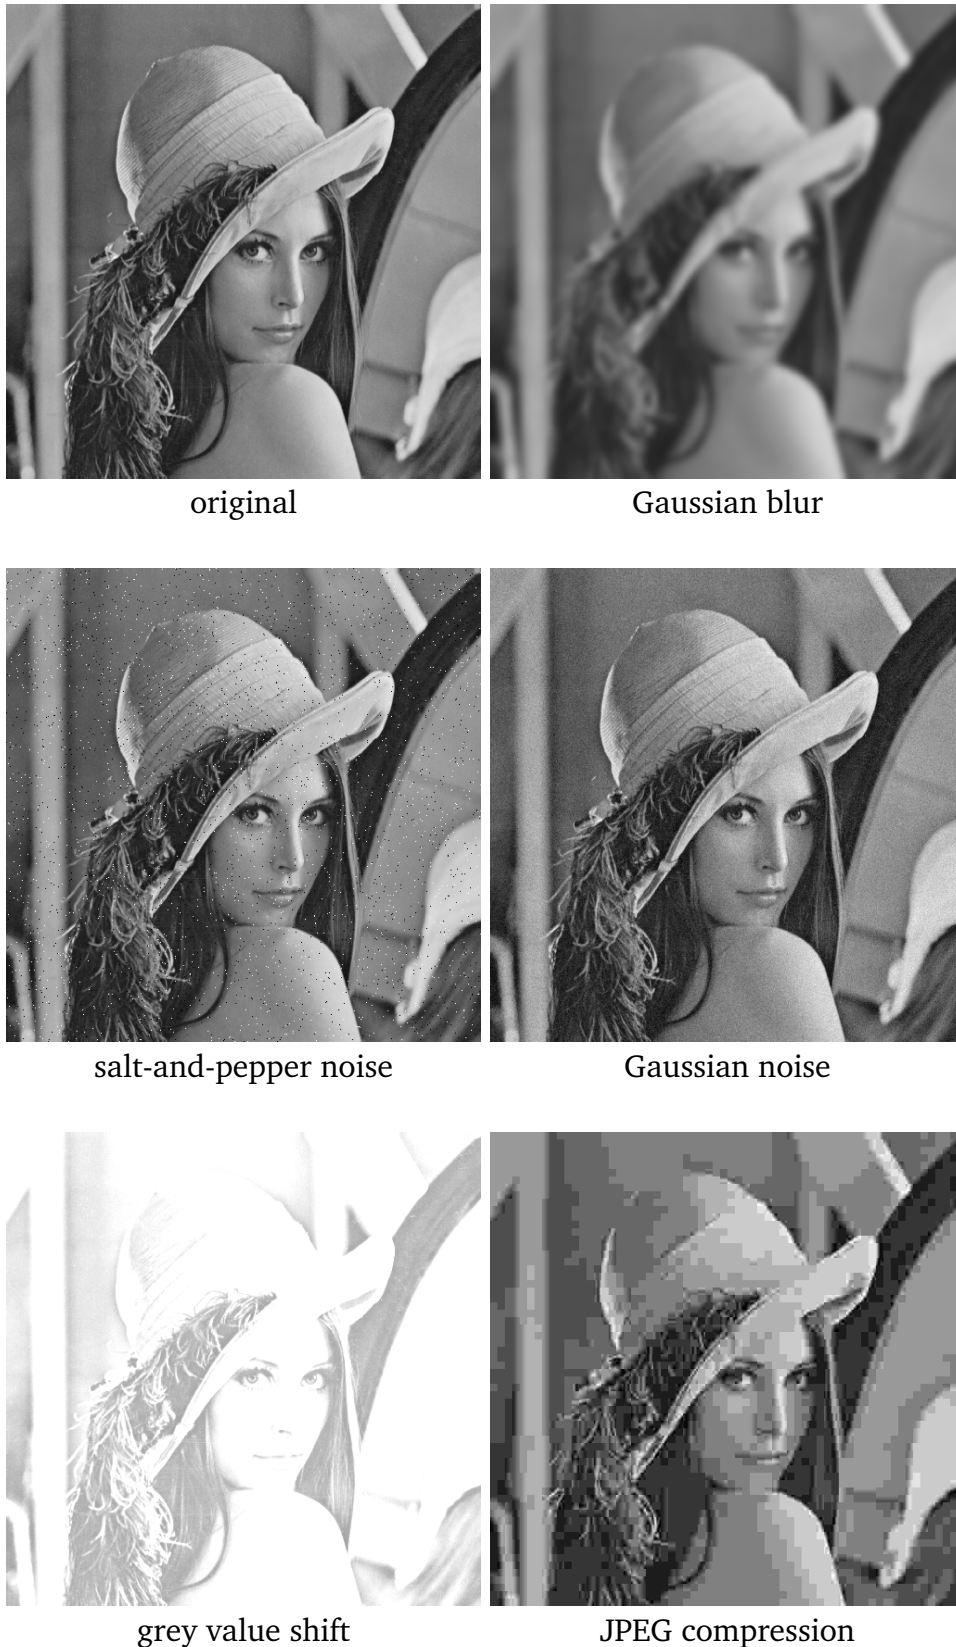 original
Gaussian blur
salt-and-pepper noise
Gaussian noise
grey value shift
JPEG compression